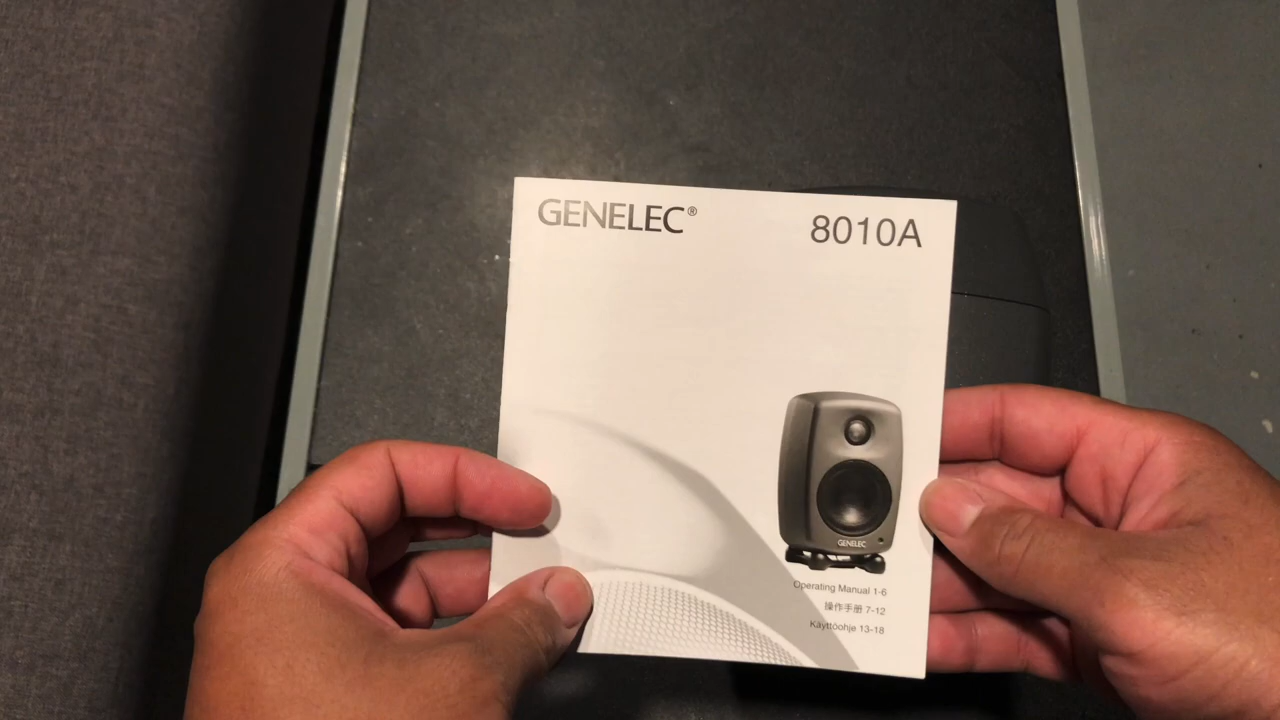 GENELEC®
8010A
GENELEC
Operating Manual 1-6
操作手册 7-12
Käyttöohje 13-18